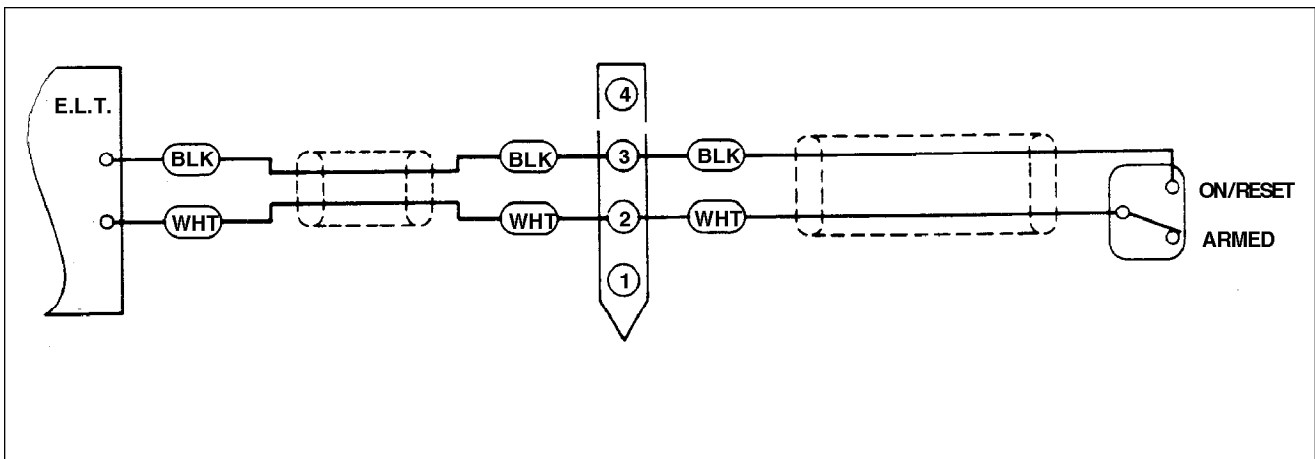 E.L.T.
4
BLK BLK 3 BLK
ON/RESET
WHT WHT 2 WHT
ARMED
1